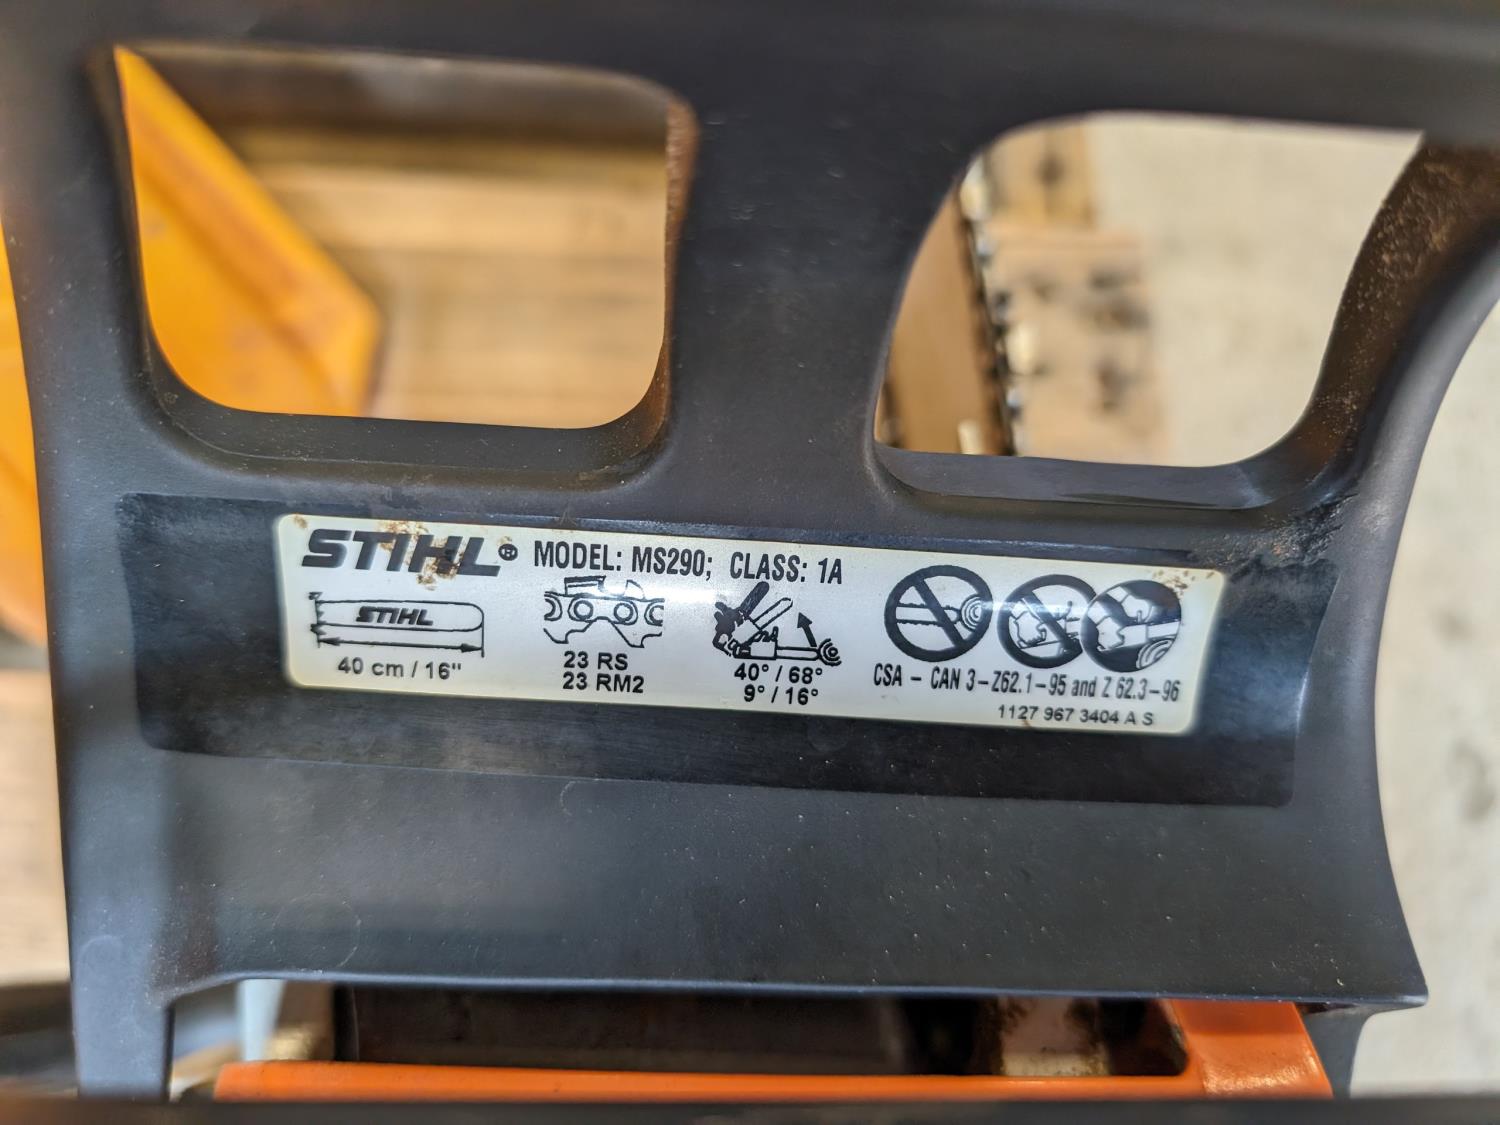 STIHL® MODEL: MS290; CLASS: 1A
STIHL
40 cm / 16"
23 RS
23 RM2
40° / 68°
9° / 16°
CSA - CAN 3-Z62.1-95 and Z 62.3-96
1127 967 3404 A S